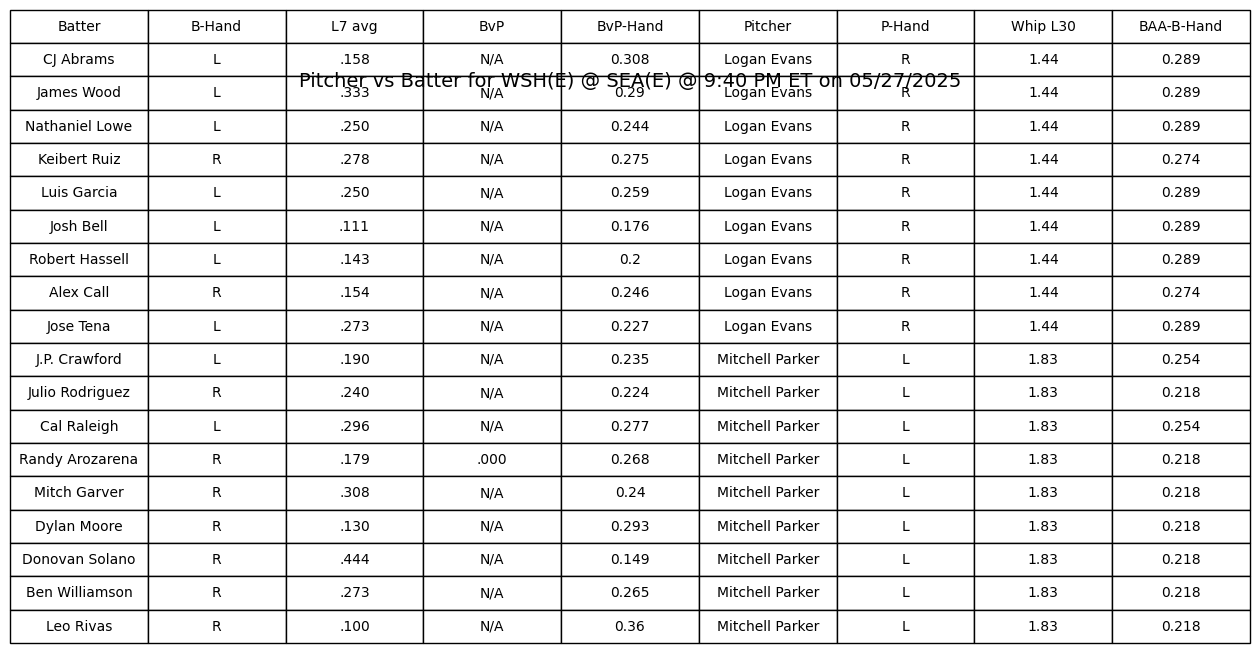 Batter B-Hand L7 avg BvP BvP-Hand Pitcher P-Hand Whip L30 BAA-B-Hand
CJ Abrams L .158 N/A 0.308 Logan Evans R 1.44 0.289
Pitcher vs Batter for WSH(E) @ SEA(E) @ 9:40 PM ET on 05/27/2025
James Wood L .333 N/A 0.29 Logan Evans R 1.44 0.289
Nathaniel Lowe L .250 N/A 0.244 Logan Evans R 1.44 0.289
Keibert Ruiz R .278 N/A 0.275 Logan Evans R 1.44 0.274
Luis Garcia L .250 N/A 0.259 Logan Evans R 1.44 0.289
Josh Bell L .111 N/A 0.176 Logan Evans R 1.44 0.289
Robert Hassell L .143 N/A 0.2 Logan Evans R 1.44 0.289
Alex Call R .154 N/A 0.246 Logan Evans R 1.44 0.274
Jose Tena L .273 N/A 0.227 Logan Evans R 1.44 0.289
J.P. Crawford L .190 N/A 0.235 Mitchell Parker L 1.83 0.254
Julio Rodriguez R .240 N/A 0.224 Mitchell Parker L 1.83 0.218
Cal Raleigh L .296 N/A 0.277 Mitchell Parker L 1.83 0.254
Randy Arozarena R .179 .000 0.268 Mitchell Parker L 1.83 0.218
Mitch Garver R .308 N/A 0.24 Mitchell Parker L 1.83 0.218
Dylan Moore R .130 N/A 0.293 Mitchell Parker L 1.83 0.218
Donovan Solano R .444 N/A 0.149 Mitchell Parker L 1.83 0.218
Ben Williamson R .273 N/A 0.265 Mitchell Parker L 1.83 0.218
Leo Rivas R .100 N/A 0.36 Mitchell Parker L 1.83 0.218